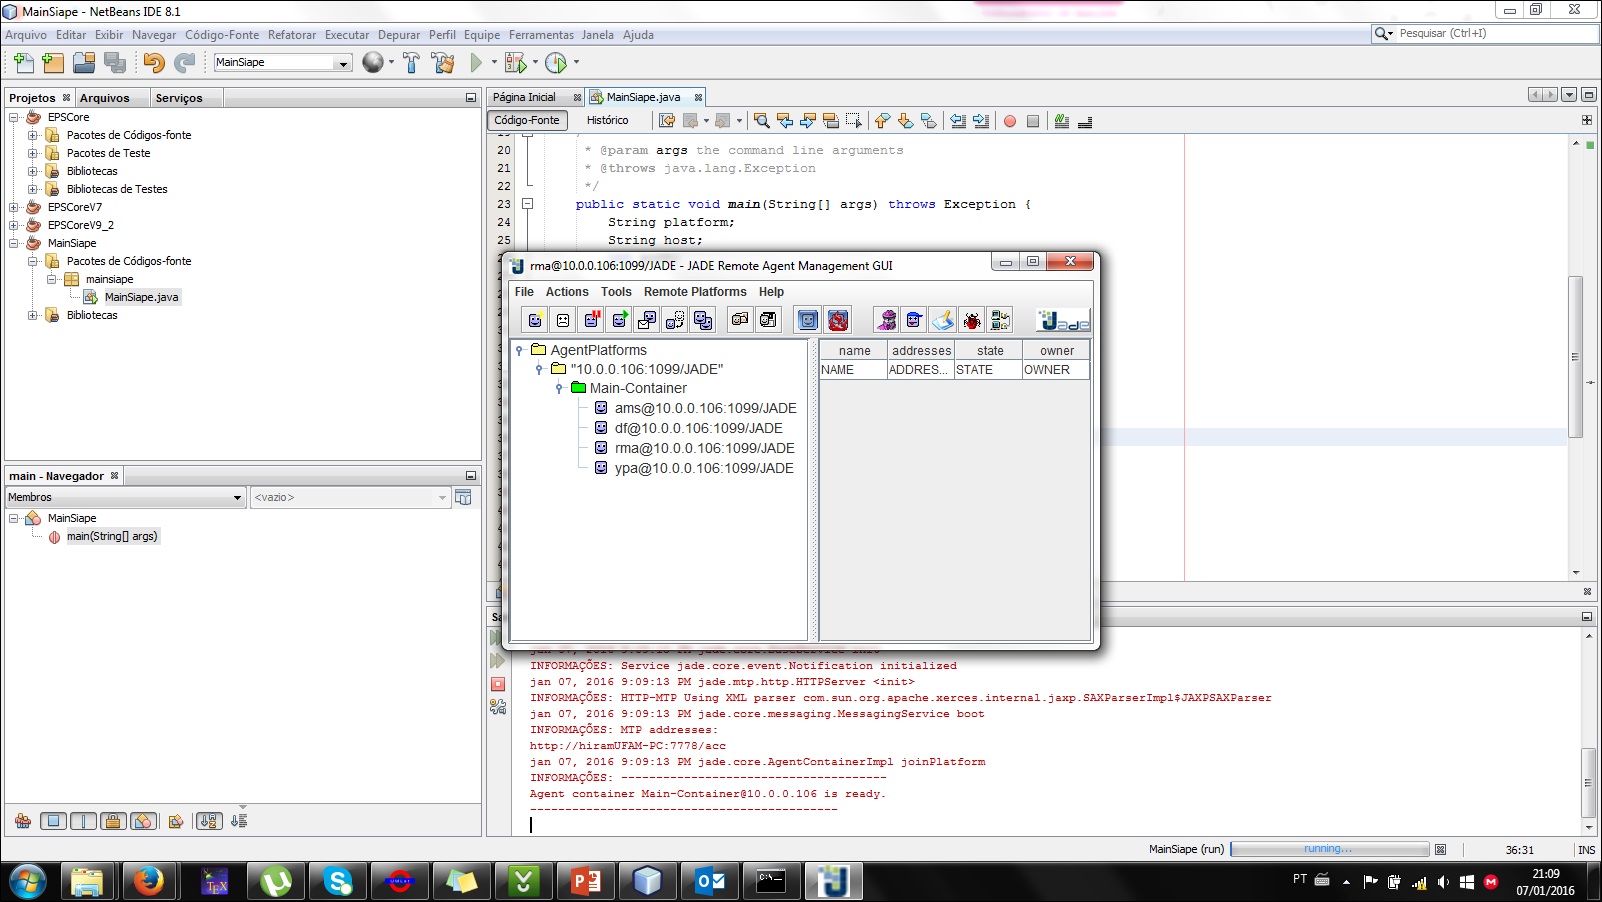 MainSiape - NetBeans IDE 8.1
Arquivo Editar Exibir Navegar Código-Fonte Refatorar Executar Depurar Perfil Equipe Ferramentas Janela Ajuda
Pesquisar (Ctrl+I)
MainSiape
Projetos Arquivos Serviços
EPSCore
Pacotes de Códigos-fonte
Pacotes de Teste
Bibliotecas
Bibliotecas de Testes
EPSCoreV7
EPSCoreV9_2
MainSiape
Pacotes de Códigos-fonte
mainsiape
MainSiape.java
Bibliotecas
main - Navegador
Membros <vazio>
MainSiape
main(String[] args)
Página Inicial MainSiape.java
Código-Fonte Histórico
20 * @param args the command line arguments
21 * @throws java.lang.Exception
22 */
23 public static void main(String[] args) throws Exception {
24 String platform;
25 String host;
rma@10.0.0.106:1099/JADE - JADE Remote Agent Management GUI
File Actions Tools Remote Platforms Help
Jade
AgentPlatforms
"10.0.0.106:1099/JADE"
Main-Container
ams@10.0.0.106:1099/JADE
df@10.0.0.106:1099/JADE
rma@10.0.0.106:1099/JADE
ypa@10.0.0.106:1099/JADE
name addresses state owner
NAME ADDRES... STATE OWNER
INFORMAÇÕES: Service jade.core.event.Notification initialized
jan 07, 2016 9:09:13 PM jade.mtp.http.HTTPServer <init>
INFORMAÇÕES: HTTP-MTP Using XML parser com.sun.org.apache.xerces.internal.jaxp.SAXParserImpl$JAXPSAXParser
jan 07, 2016 9:09:13 PM jade.core.messaging.MessagingService boot
INFORMAÇÕES: MTP addresses:
http://hiramUFAM-PC:7778/acc
jan 07, 2016 9:09:13 PM jade.core.AgentContainerImpl joinPlatform
INFORMAÇÕES: --------------------------------------
Agent container Main-Container@10.0.0.106 is ready.
--------------------------------------------
MainSiape (run) running... 36:31 INS
PT 21:09
07/01/2016